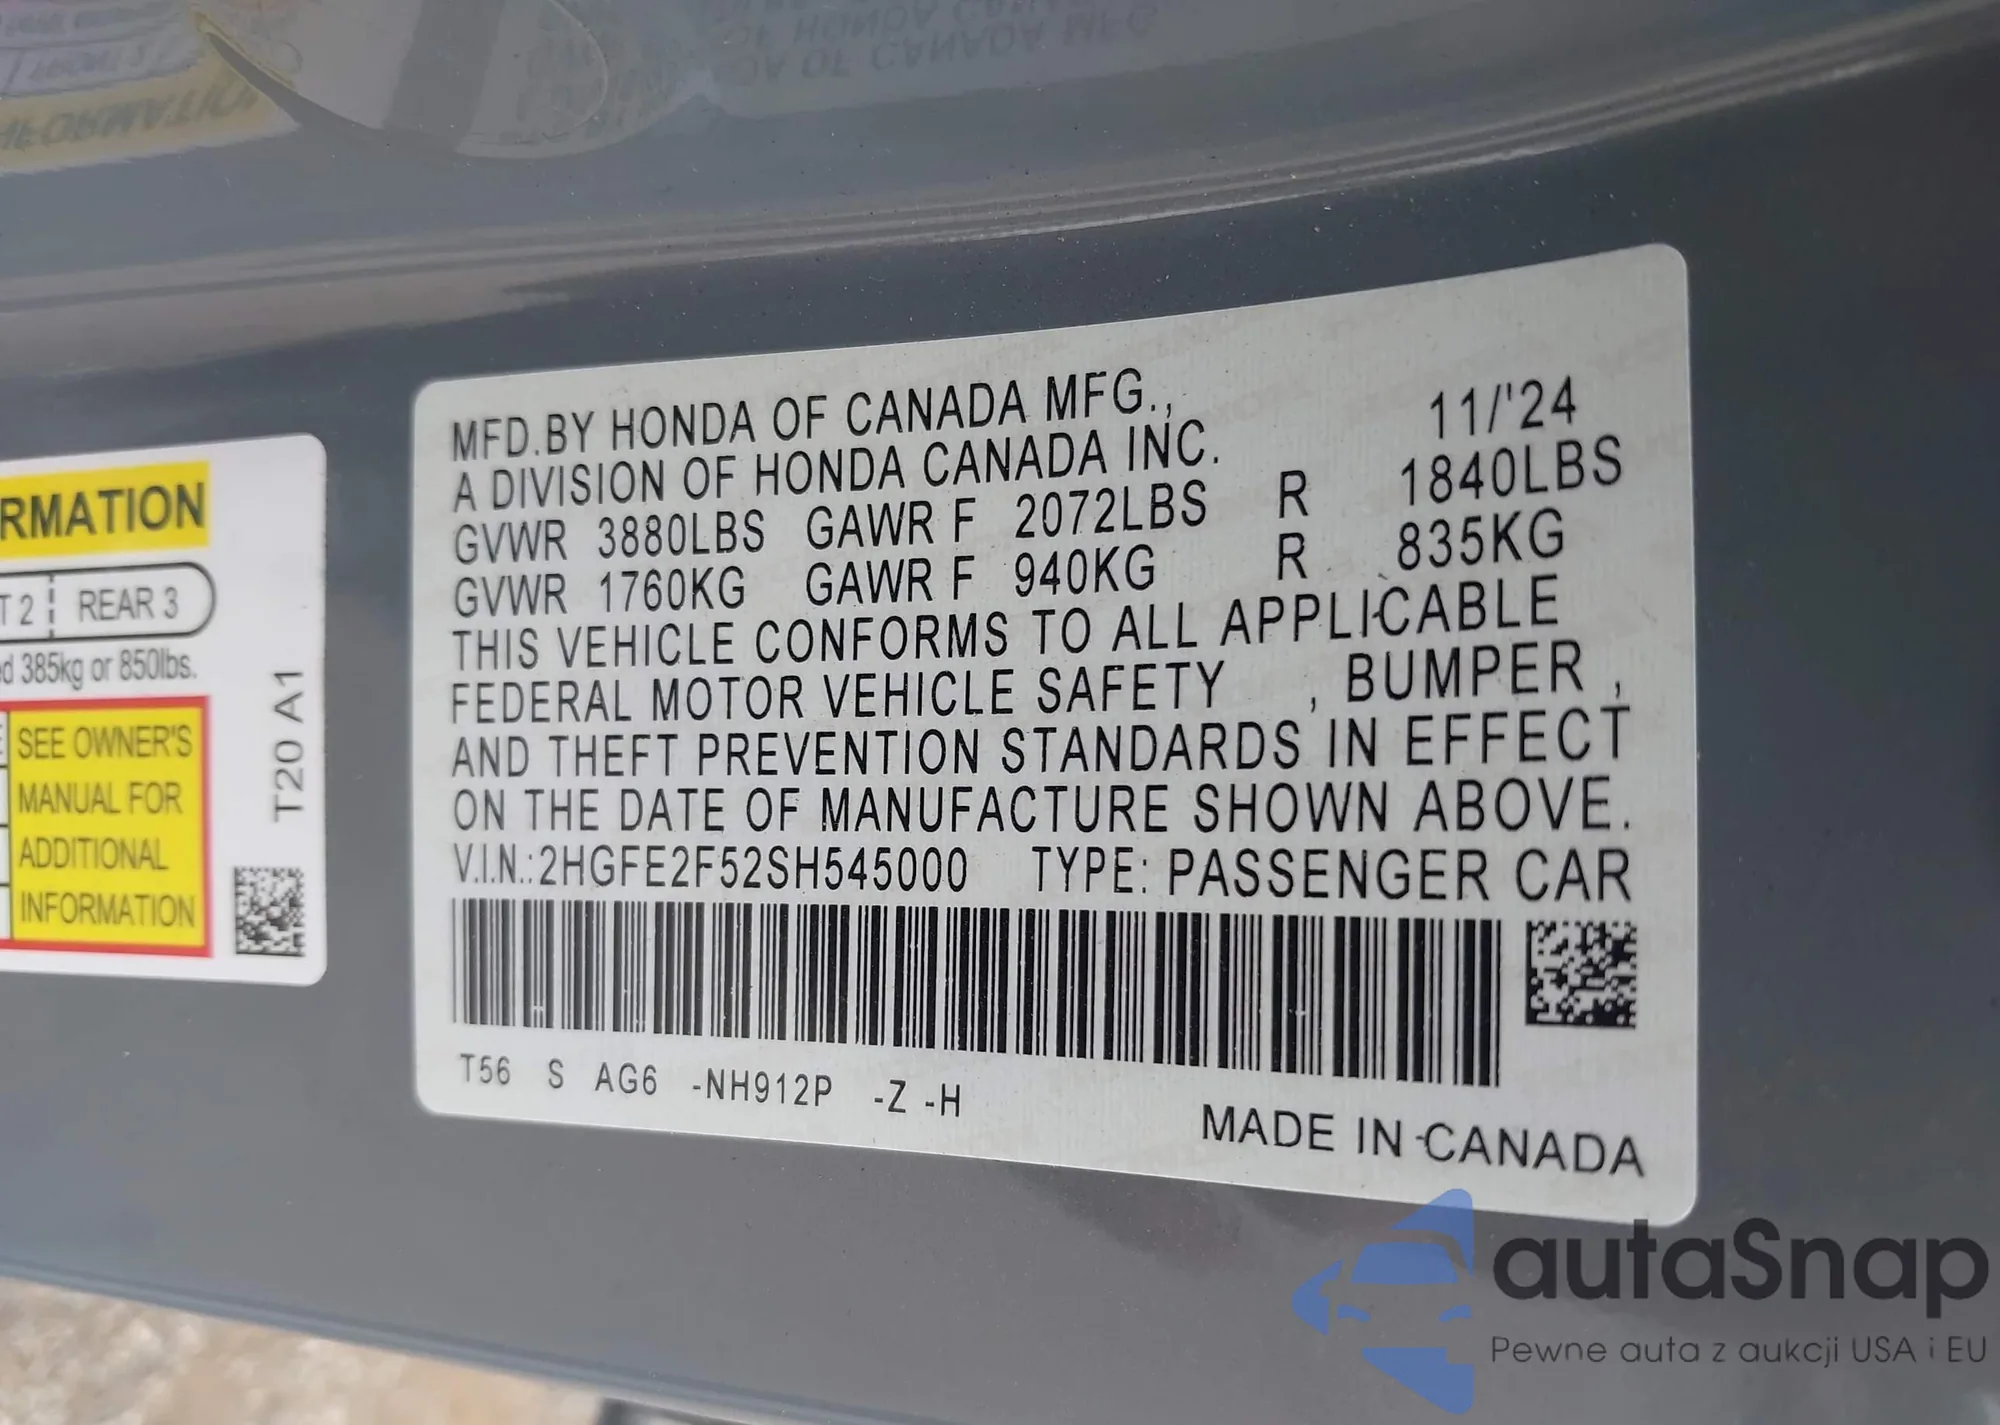 RMATION
T 2 REAR 3
ed 385kg or 850lbs.
SEE OWNER'S
MANUAL FOR
ADDITIONAL
INFORMATION
T20 A1
MFD.BY HONDA OF CANADA MFG., 11/'24
A DIVISION OF HONDA CANADA INC.
GVWR 3880LBS GAWR F 2072LBS R 1840LBS
GVWR 1760KG GAWR F 940KG R 835KG
THIS VEHICLE CONFORMS TO ALL APPLICABLE
FEDERAL MOTOR VEHICLE SAFETY , BUMPER ,
AND THEFT PREVENTION STANDARDS IN EFFECT
ON THE DATE OF MANUFACTURE SHOWN ABOVE.
V.I.N.:2HGFE2F52SH545000 TYPE: PASSENGER CAR
T56 S AG6 -NH912P -Z -H
MADE IN CANADA
autaSnap
Pewne auta z aukcji USA i EU